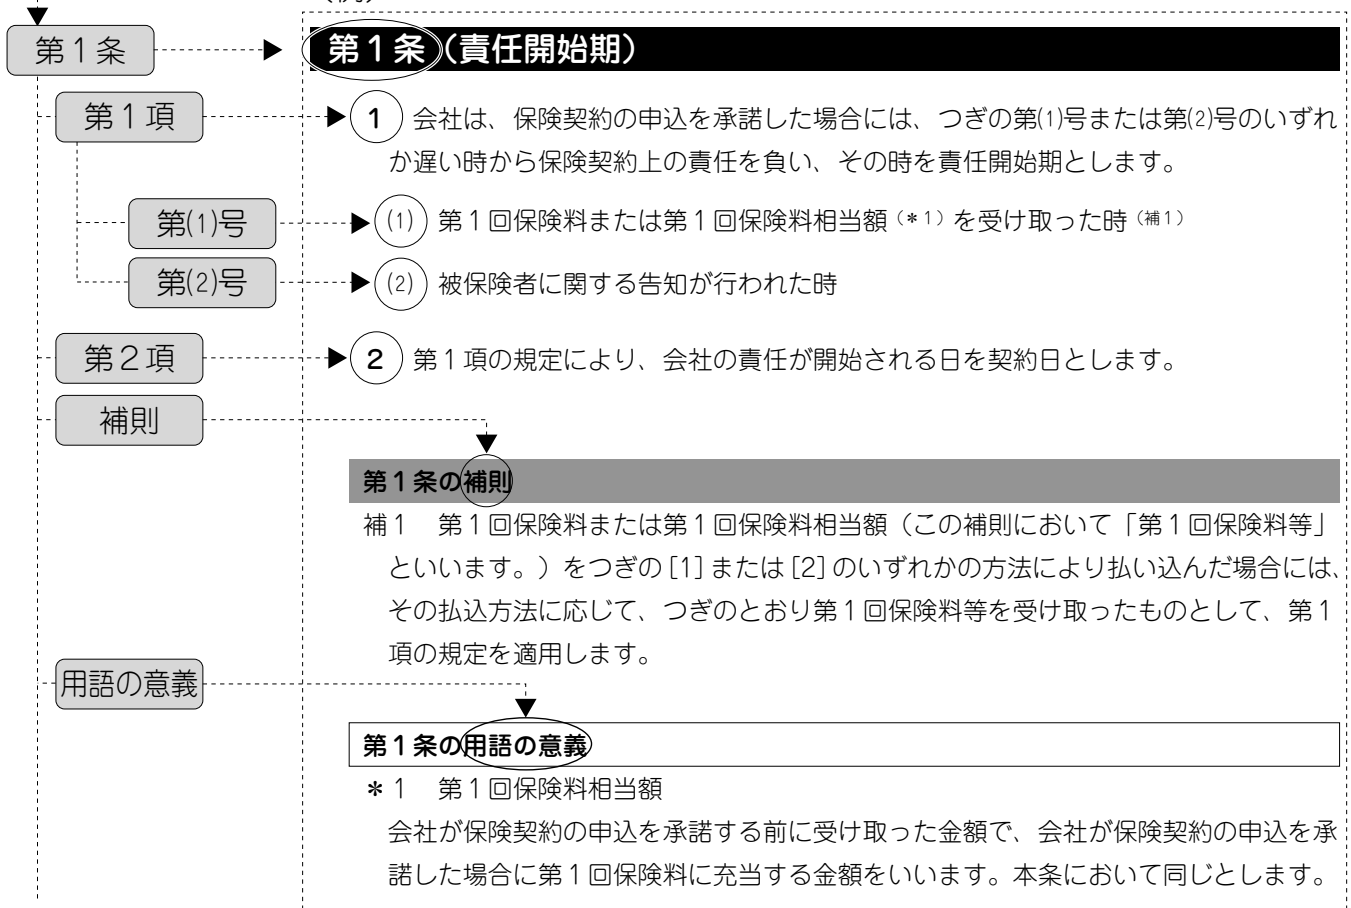 第1条
第1条(責任開始期)
第1項
1 会社は、保険契約の申込を承諾した場合には、つぎの第(1)号または第(2)号のいずれ
か遅い時から保険契約上の責任を負い、その時を責任開始期とします。
第(1)号
(1) 第1回保険料または第1回保険料相当額(*1)を受け取った時(補1)
第(2)号
(2) 被保険者に関する告知が行われた時
第2項
2 第1項の規定により、会社の責任が開始される日を契約日とします。
補則
第1条の補則
補1 第1回保険料または第1回保険料相当額(この補則において「第1回保険料等」
といいます。)をつぎの[1]または[2]のいずれかの方法により払い込んだ場合には、
その払込方法に応じて、つぎのとおり第1回保険料等を受け取ったものとして、第1
項の規定を適用します。
用語の意義
第1条の用語の意義
*1 第1回保険料相当額
会社が保険契約の申込を承諾する前に受け取った金額で、会社が保険契約の申込を承
諾した場合に第1回保険料に充当する金額をいいます。本条において同じとします。